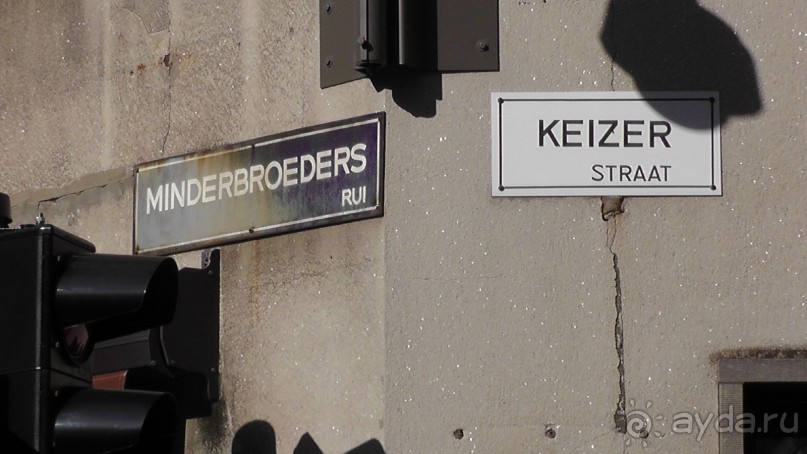 MINDERBROEDERS
RUI
KEIZER
STRAAT
ayda.ru